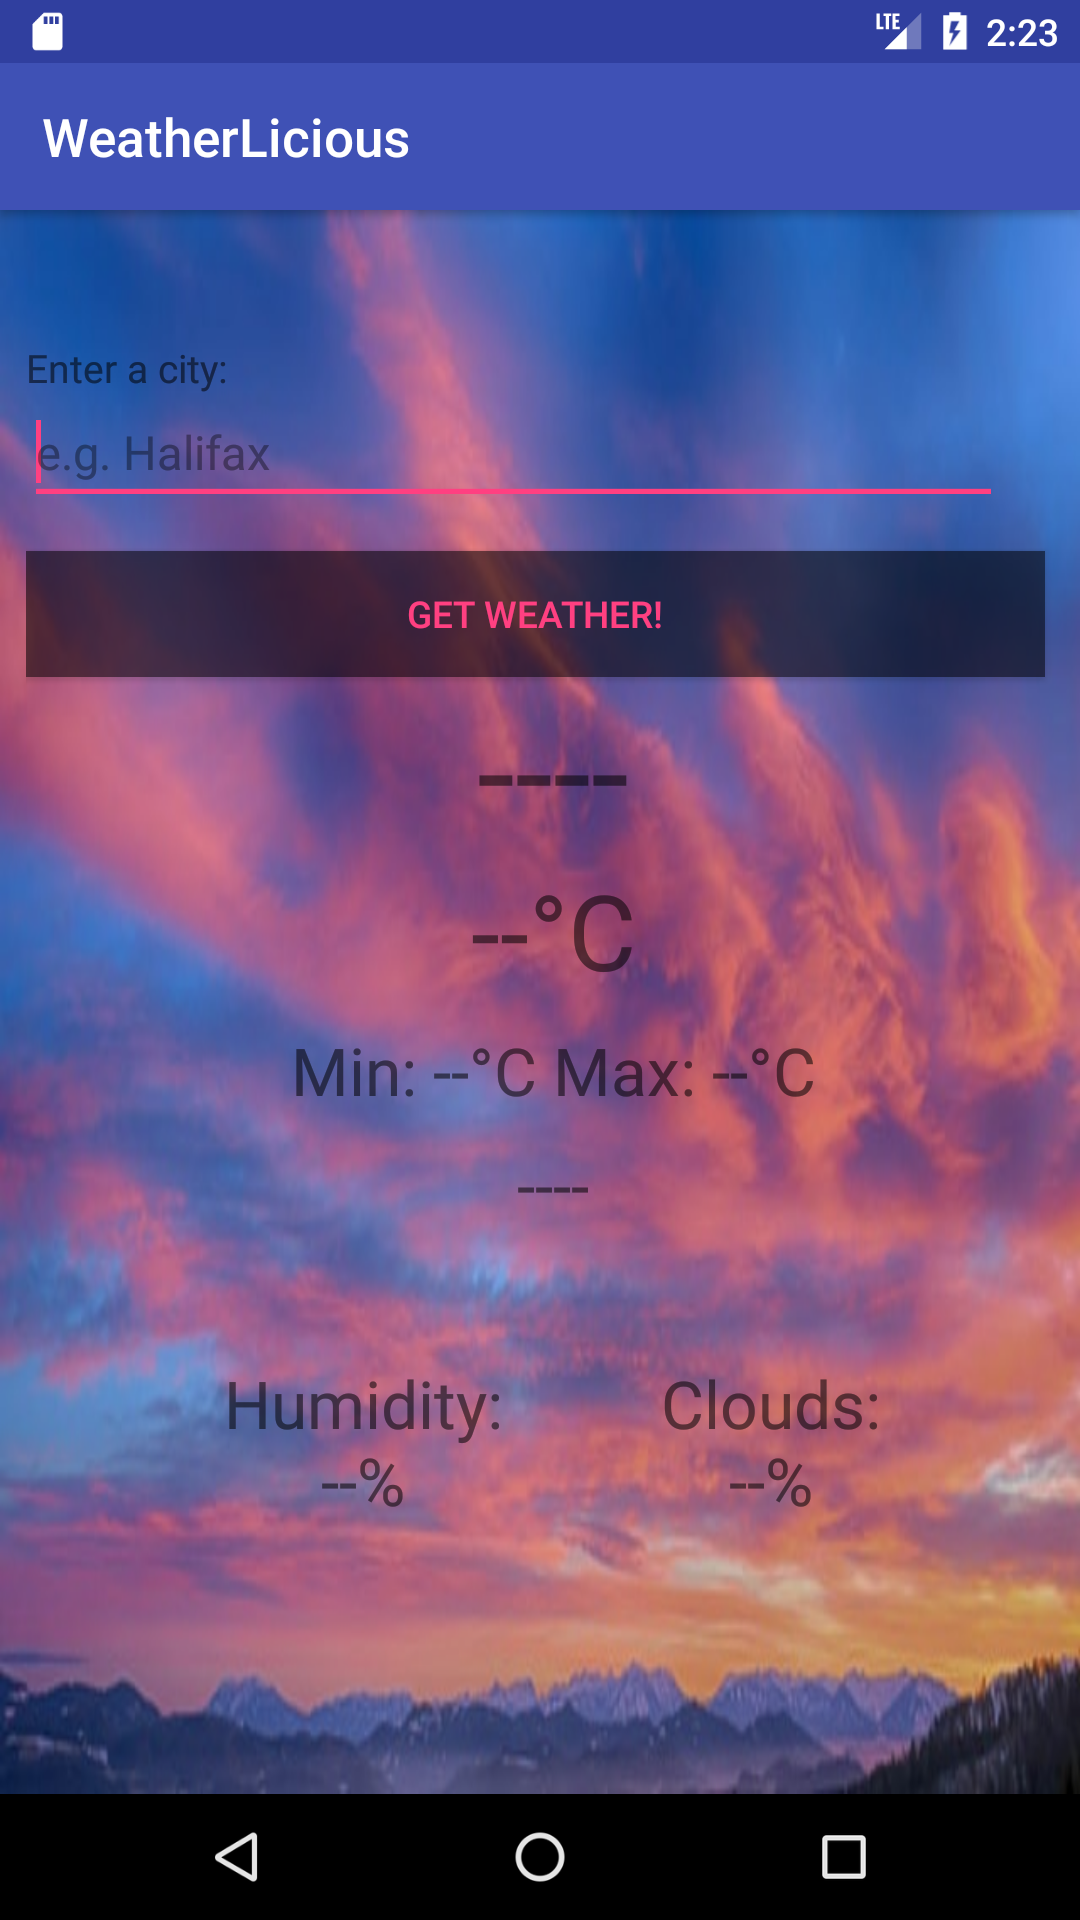 LTE 2:23
WeatherLicious
Enter a city:
e.g. Halifax
GET WEATHER!
----
--°C
Min: --°C Max: --°C
----
Humidity: Clouds:
--% --%